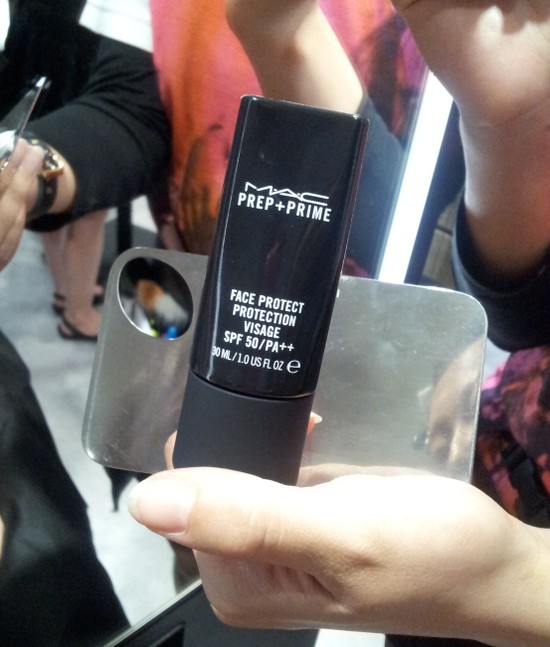 M·A·C
PREP+PRIME
FACE PROTECT
PROTECTION
VISAGE
SPF 50/PA++
30 ML/1.0 US FL OZ ℮